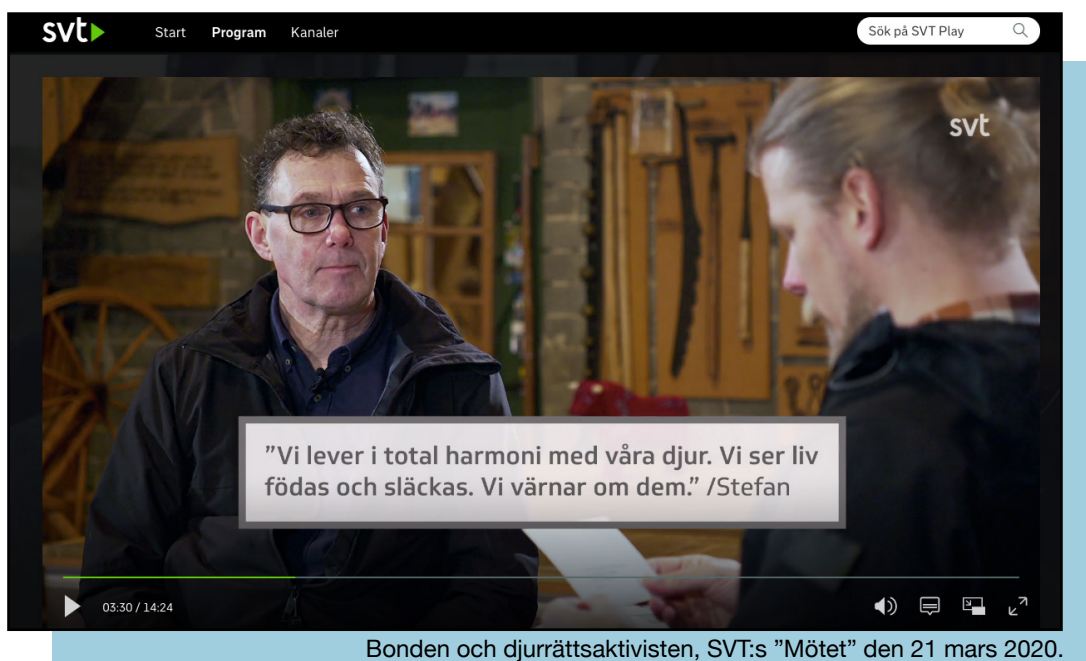 svt
Start Program Kanaler
Sök på SVT Play
svt
”Vi lever i total harmoni med våra djur. Vi ser liv
födas och släckas. Vi värnar om dem.” /Stefan
03:30 / 14:24
Bonden och djurrättsaktivisten, SVT:s ”Mötet” den 21 mars 2020.